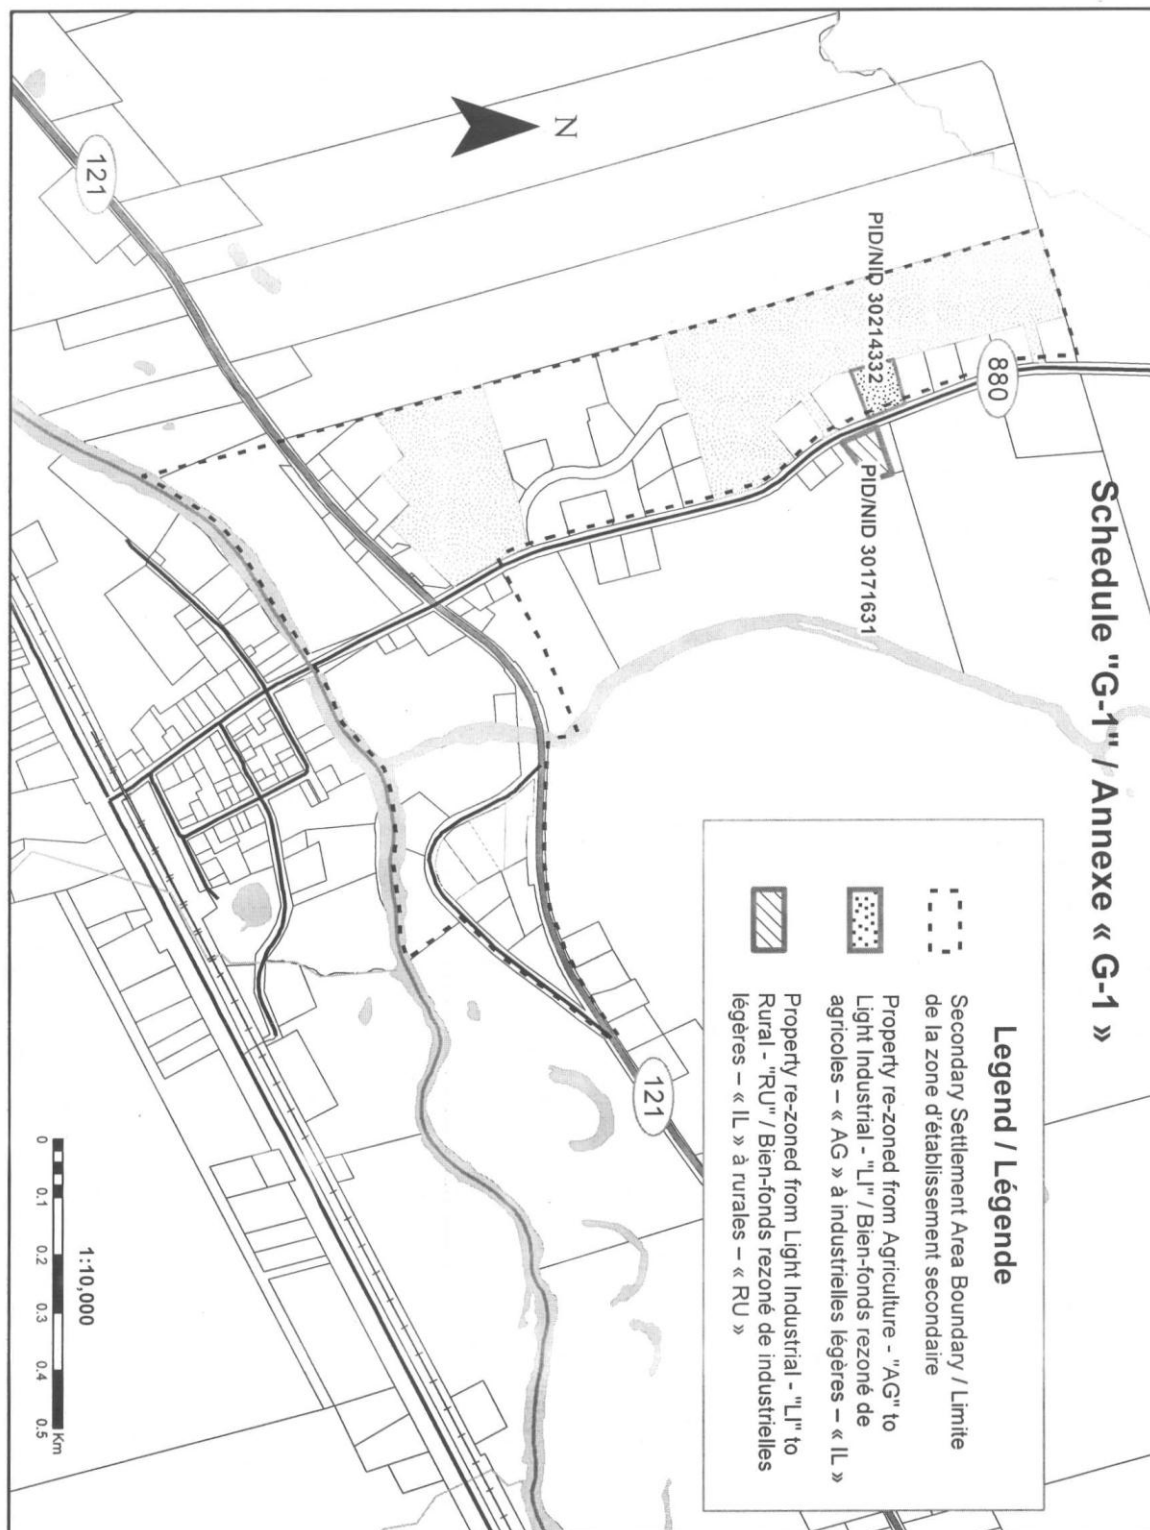 Schedule "G-1" / Annexe « G-1 »
N
121
880
PID/NID 30214332
PID/NID 30171631
121
Legend / Légende
Secondary Settlement Area Boundary / Limite
de la zone d'établissement secondaire
Property re-zoned from Agriculture - "AG" to
Light Industrial - "LI" / Bien-fonds rezoné de
agricoles – « AG » à industrielles légères – « IL »
Property re-zoned from Light Industrial - "LI" to
Rural - "RU" / Bien-fonds rezoné de industrielles
légères – « IL » à rurales – « RU »
1:10,000
0 0.1 0.2 0.3 0.4 0.5
Km